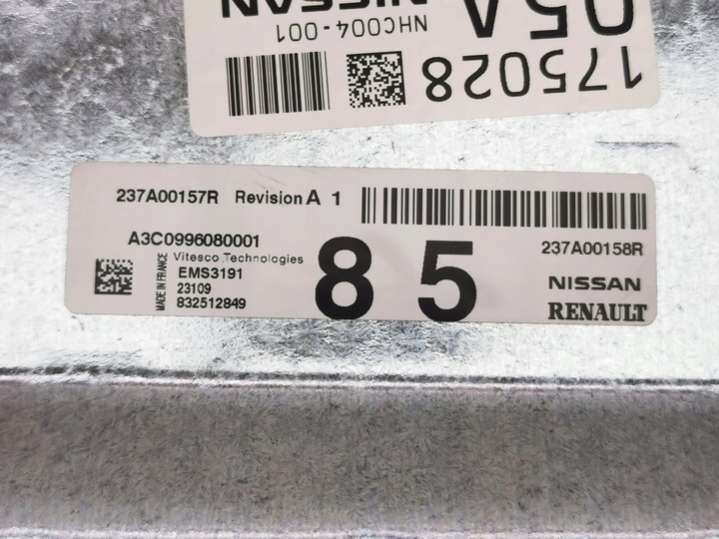 NISSAN
05A
NHC004-001
175028
237A00157R Revision A 1
A3C0996080001
Vitesco Technologies
EMS3191
23109
832512849
MADE IN FRANCE
8 5
237A00158R
NISSAN
RENAULT